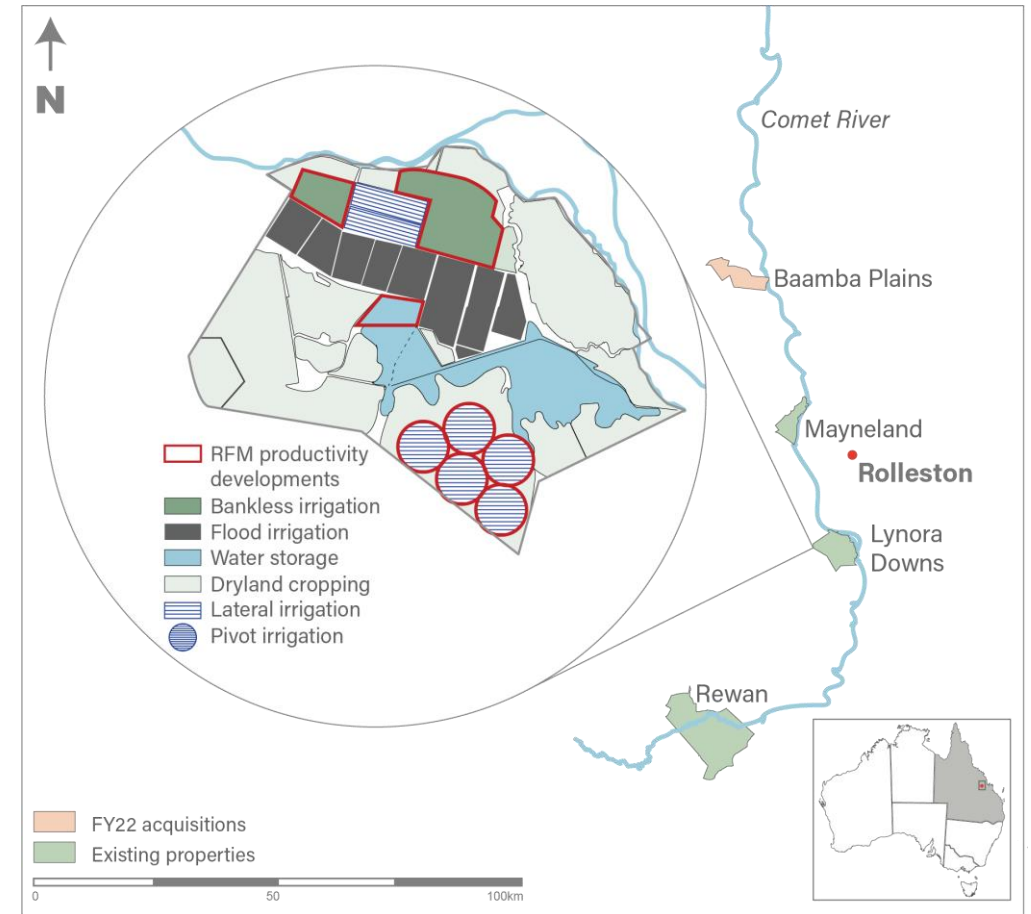 N
Comet River
Baamba Plains
Mayneland
Rolleston
Lynora
Downs
Rewan
RFM productivity
developments
Bankless irrigation
Flood irrigation
Water storage
Dryland cropping
Lateral irrigation
Pivot irrigation
FY22 acquisitions
Existing properties
0 50 100km